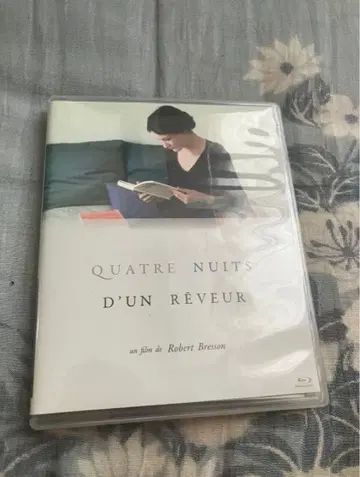 QUATRE NUITS
D'UN RÊVEUR
un film de Robert Bresson